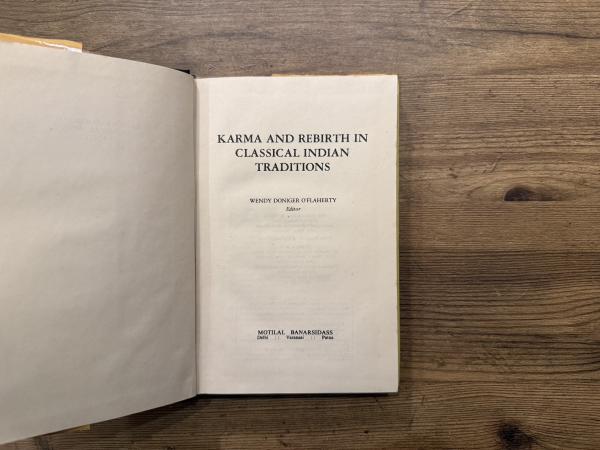 KARMA AND REBIRTH IN
CLASSICAL INDIAN
TRADITIONS
WENDY DONIGER O'FLAHERTY
Editor
MOTILAL BANARSIDASS
Delhi :: Varanasi :: Patna